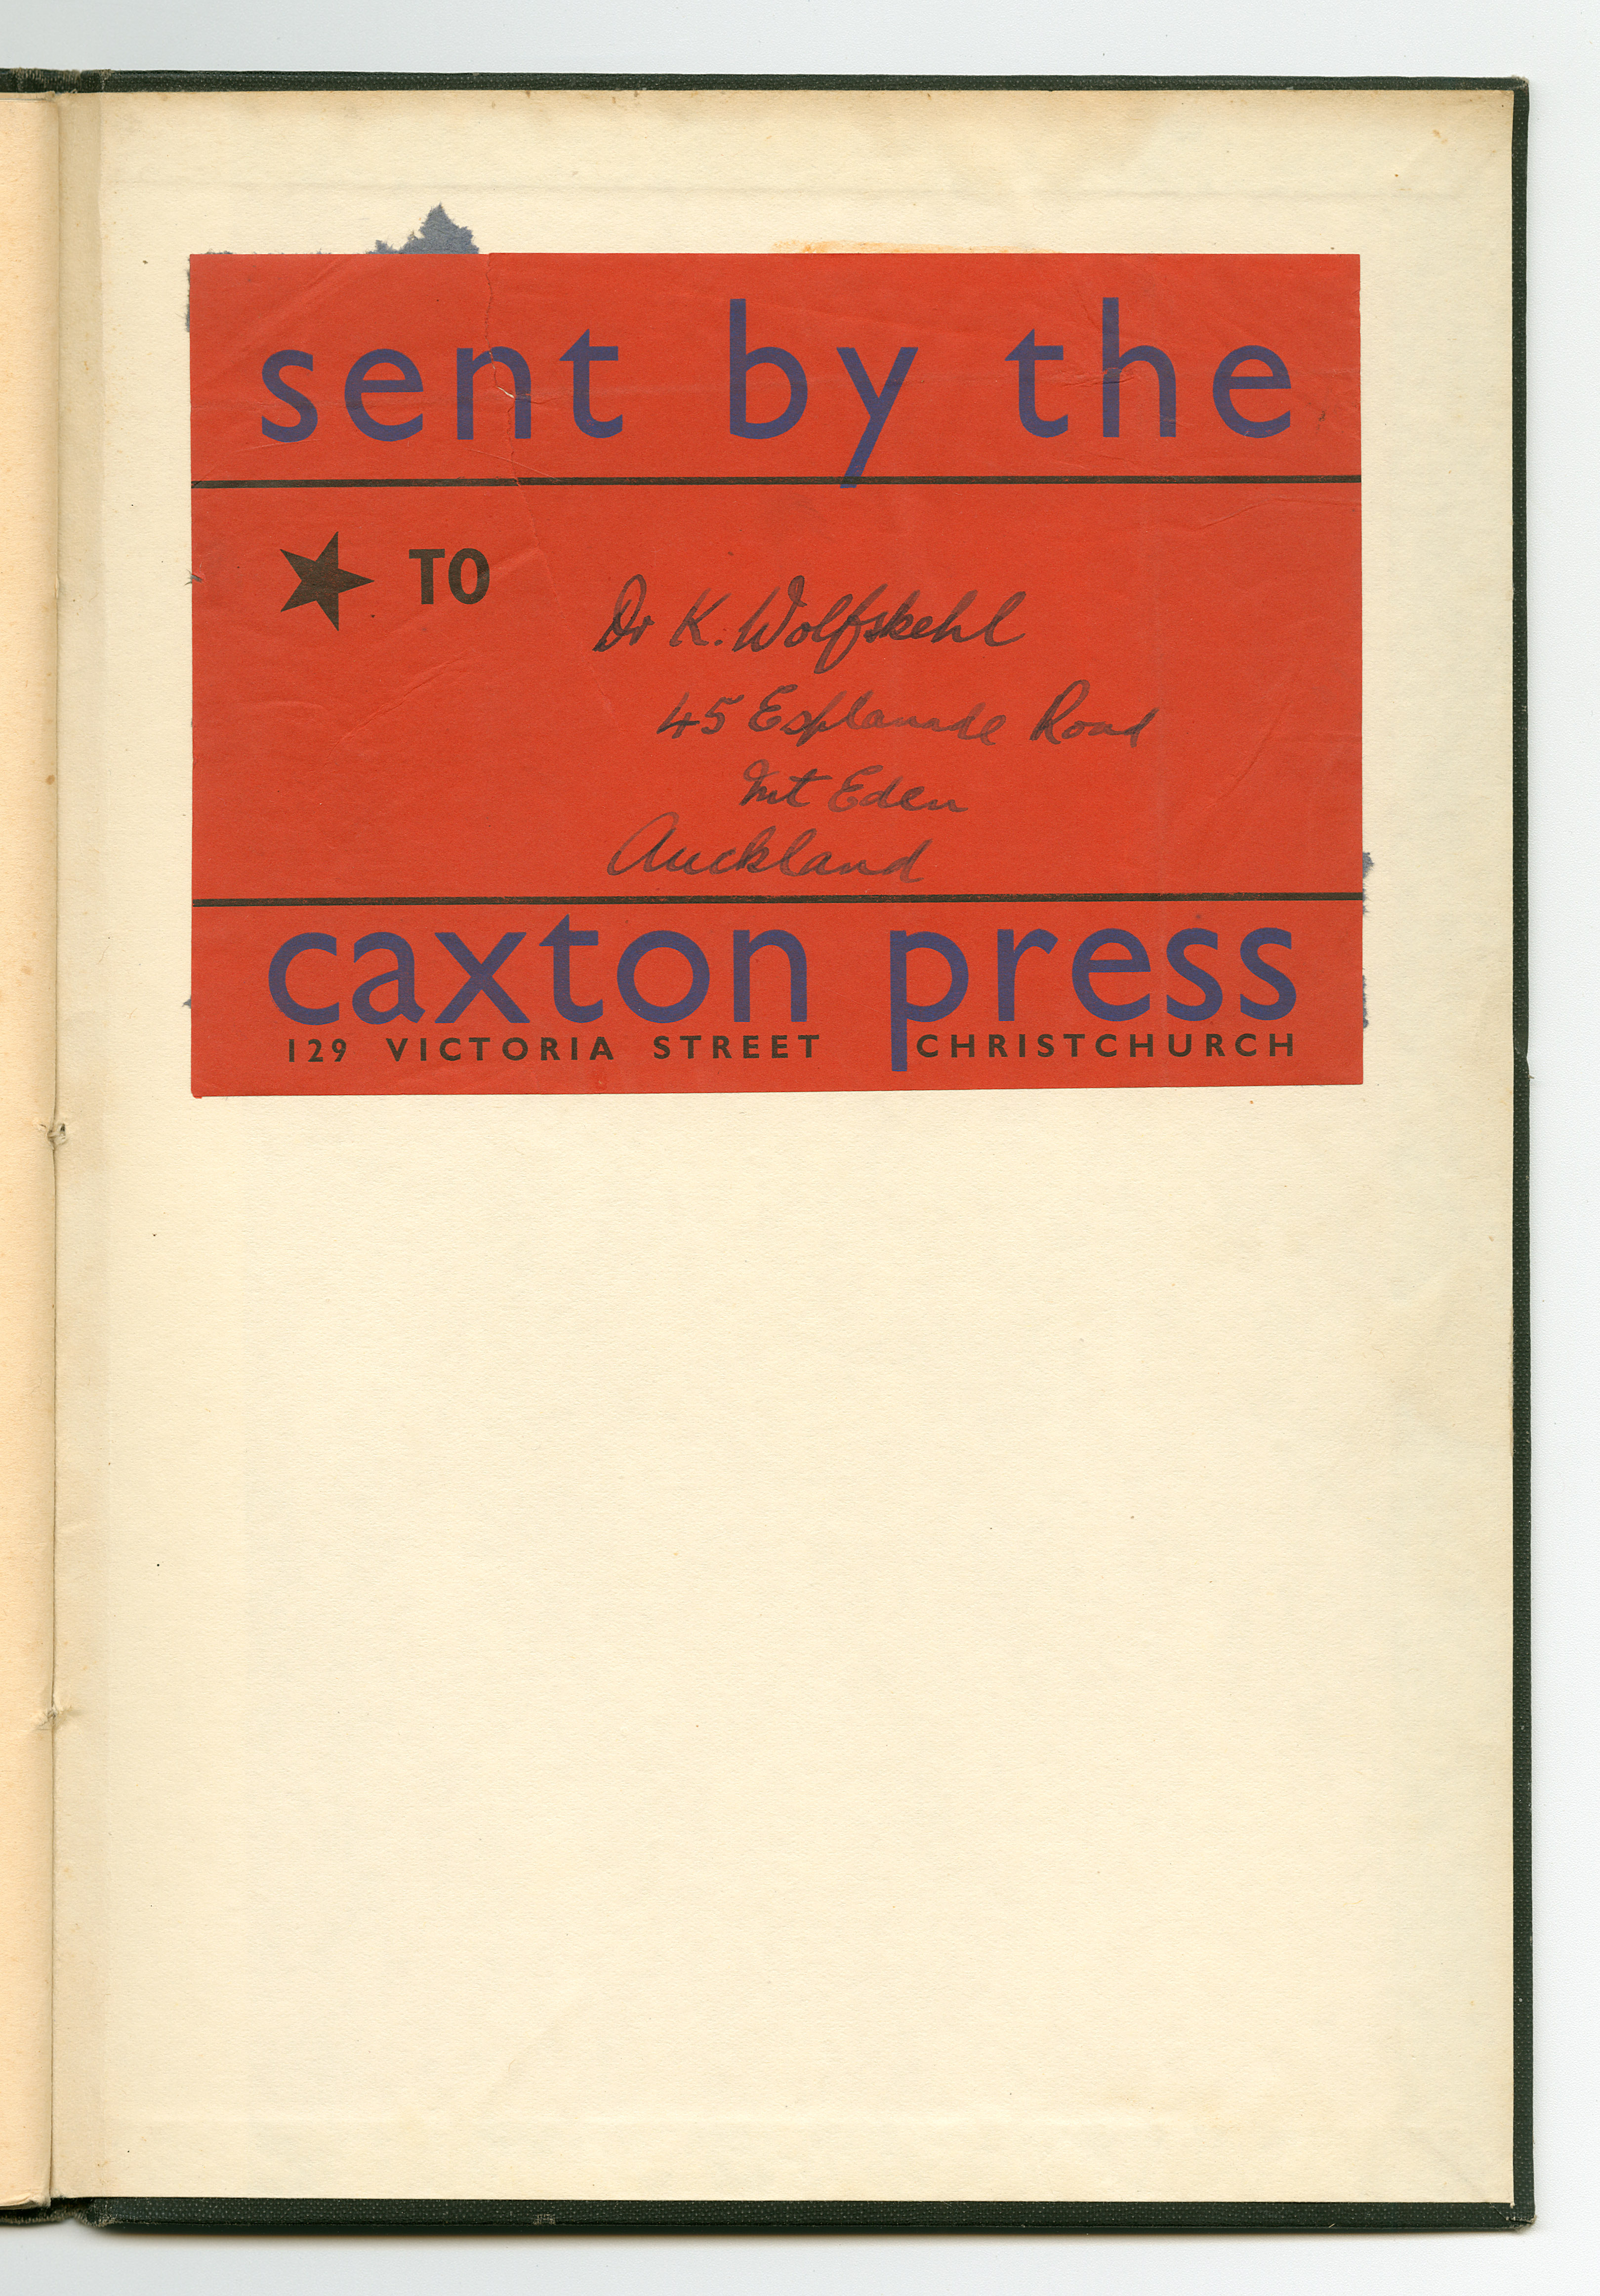 sent by the
★ TO
Dr K. Wolfskehl
45 Esplanade Road
Mt Eden
Auckland
caxton press
129 VICTORIA STREET CHRISTCHURCH